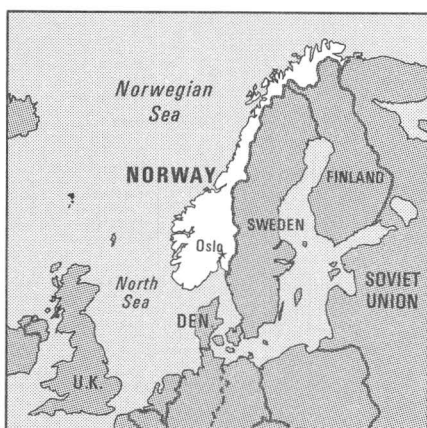 Norwegian
Sea
NORWAY
FINLAND
SWEDEN
Oslo
North
Sea
SOVIET
UNION
DEN
U.K.